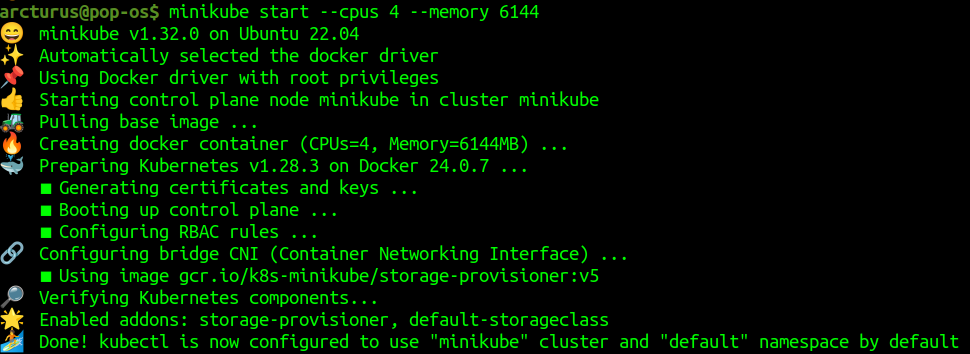 arcturus@pop-os$ minikube start --cpus 4 --memory 6144
😄 minikube v1.32.0 on Ubuntu 22.04
✨ Automatically selected the docker driver
📌 Using Docker driver with root privileges
👍 Starting control plane node minikube in cluster minikube
🚜 Pulling base image ...
🔥 Creating docker container (CPUs=4, Memory=6144MB) ...
🐳 Preparing Kubernetes v1.28.3 on Docker 24.0.7 ...
■ Generating certificates and keys ...
■ Booting up control plane ...
■ Configuring RBAC rules ...
🔗 Configuring bridge CNI (Container Networking Interface) ...
■ Using image gcr.io/k8s-minikube/storage-provisioner:v5
🔎 Verifying Kubernetes components...
🌟 Enabled addons: storage-provisioner, default-storageclass
🏄 Done! kubectl is now configured to use "minikube" cluster and "default" namespace by default